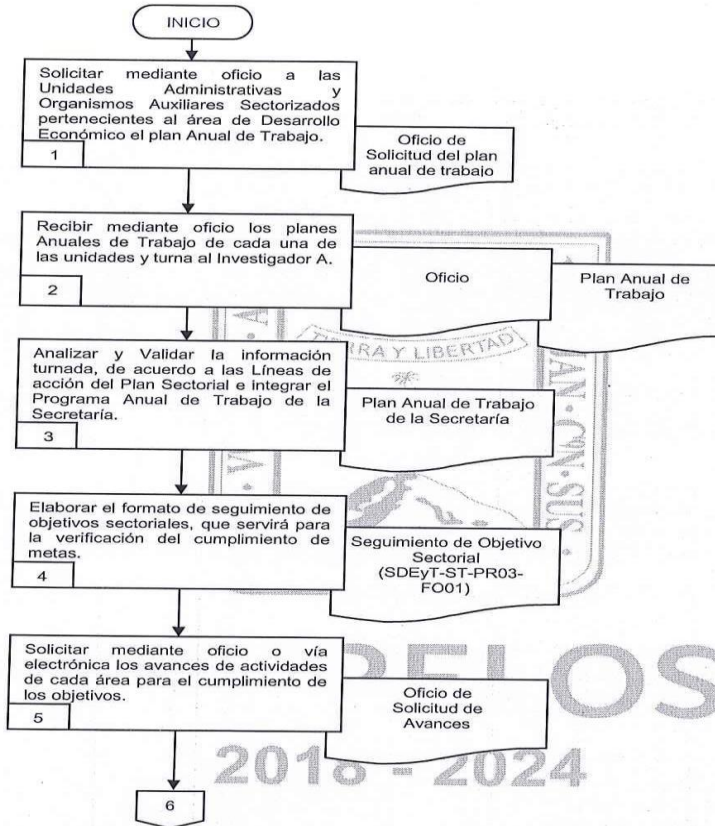 INICIO
Solicitar mediante oficio a las
Unidades Administrativas y
Organismos Auxiliares Sectorizados
pertenecientes al área de Desarrollo
Económico el plan Anual de Trabajo.
1
Oficio de
Solicitud del plan
anual de trabajo
Recibir mediante oficio los planes
Anuales de Trabajo de cada una de
las unidades y turna al Investigador A.
2
Oficio
Plan Anual de
Trabajo
TIERRA Y LIBERTAD
Analizar y Validar la información
turnada, de acuerdo a las Líneas de
acción del Plan Sectorial e integrar el
Programa Anual de Trabajo de la
Secretaría.
3
Plan Anual de Trabajo
de la Secretaría
CON · SUS ·
Elaborar el formato de seguimiento de
objetivos sectoriales, que servirá para
la verificación del cumplimiento de
metas.
4
Seguimiento de Objetivo
Sectorial
(SDEyT-ST-PR03-
FO01)
Solicitar mediante oficio o vía
electrónica los avances de actividades
de cada área para el cumplimiento de
los objetivos.
5
Oficio de
Solicitud de
Avances
2018 - 2024
6